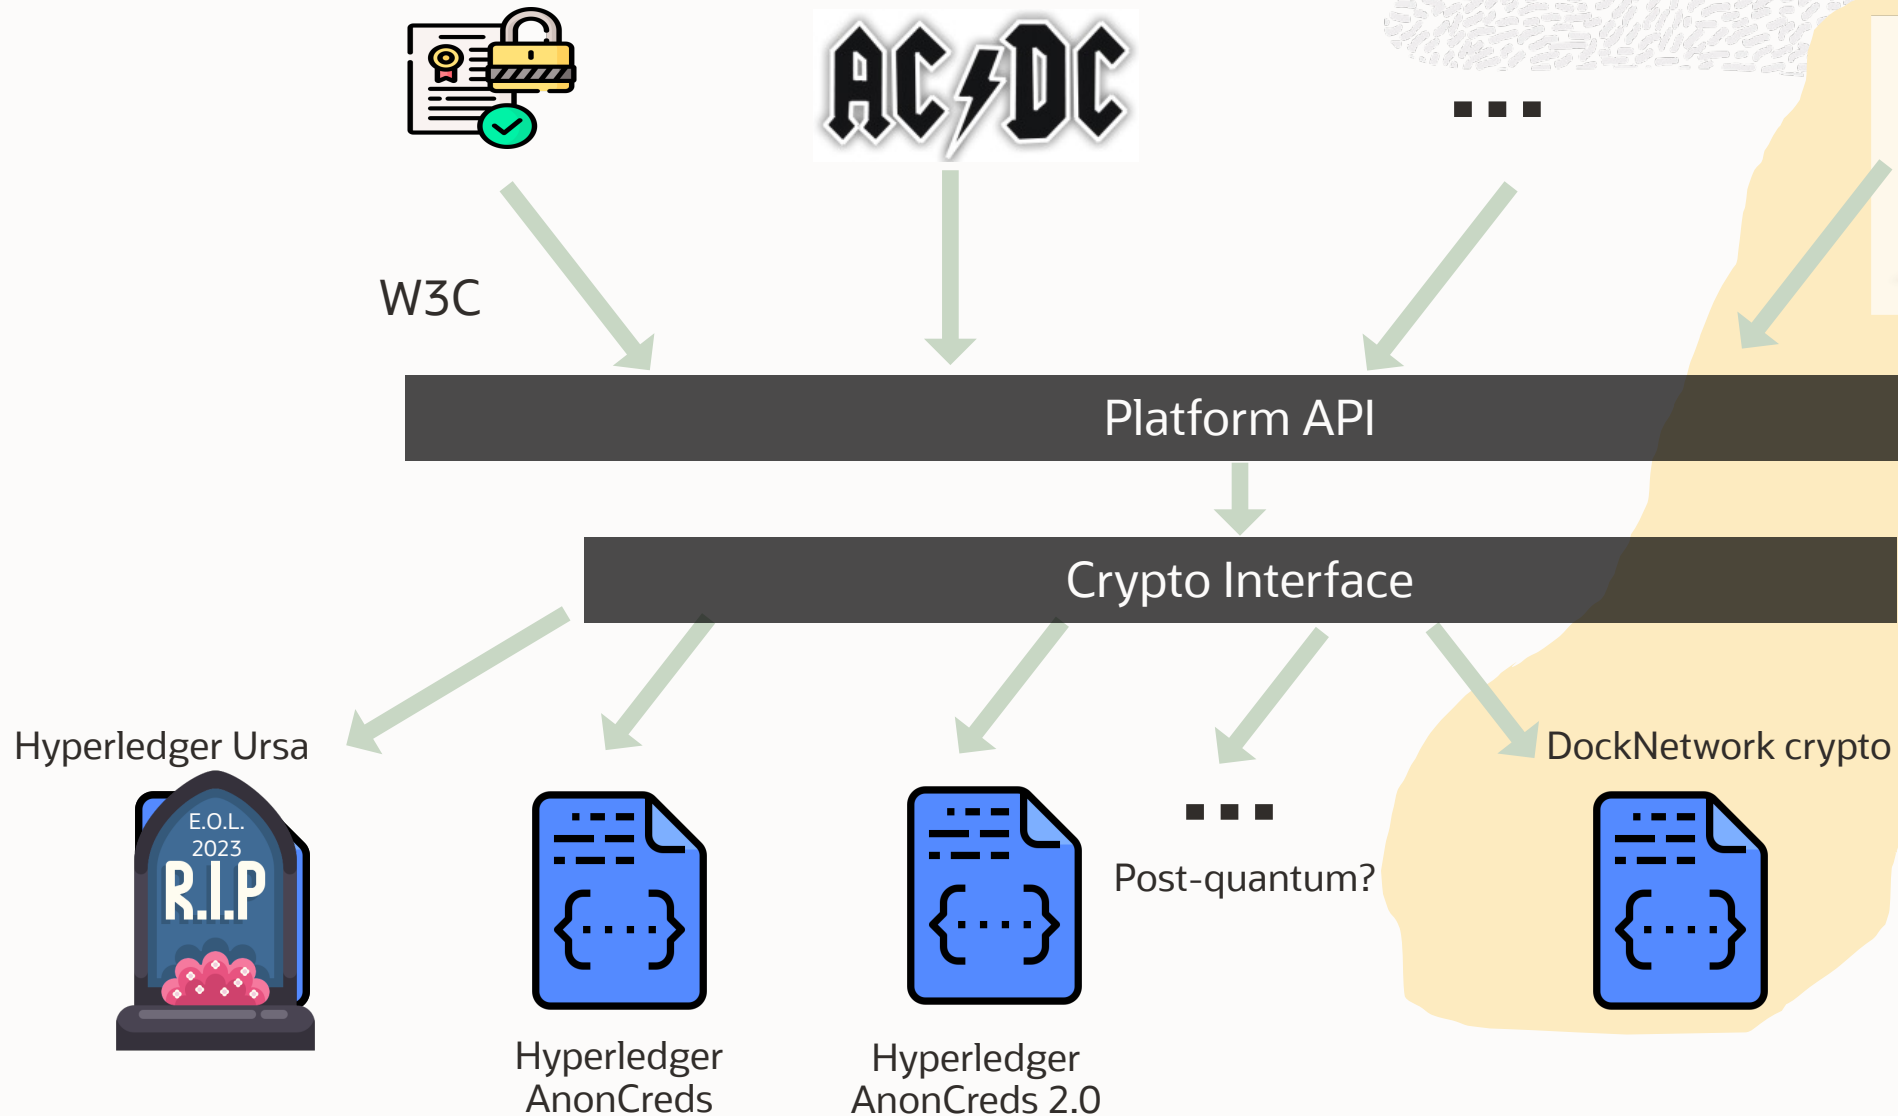 AC/DC
...
W3C
Platform API
Crypto Interface
Hyperledger Ursa
DockNetwork crypto
E.O.L.
2023
R.I.P
...
Post-quantum?
Hyperledger
AnonCreds
Hyperledger
AnonCreds 2.0